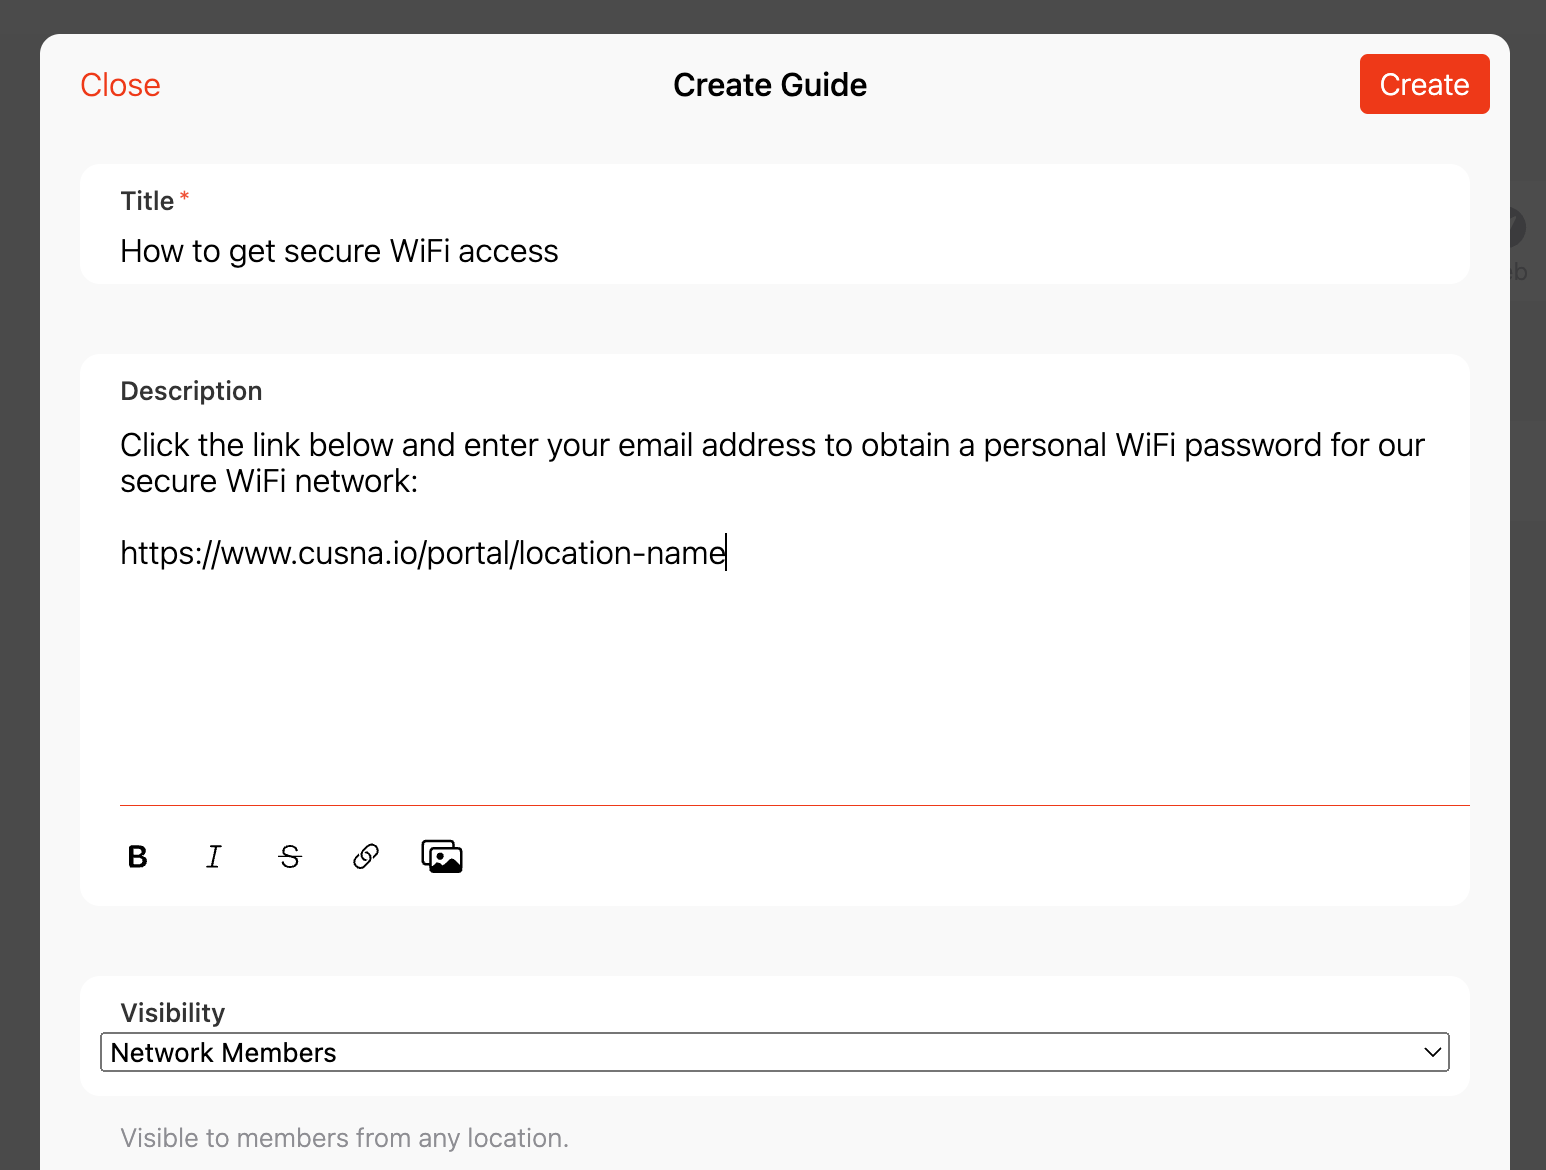 Close
Create Guide
Create
Title *
How to get secure WiFi access
Description
Click the link below and enter your email address to obtain a personal WiFi password for our
secure WiFi network:
https://www.cusna.io/portal/location-name
B
I
S
Visibility
Network Members
Visible to members from any location.